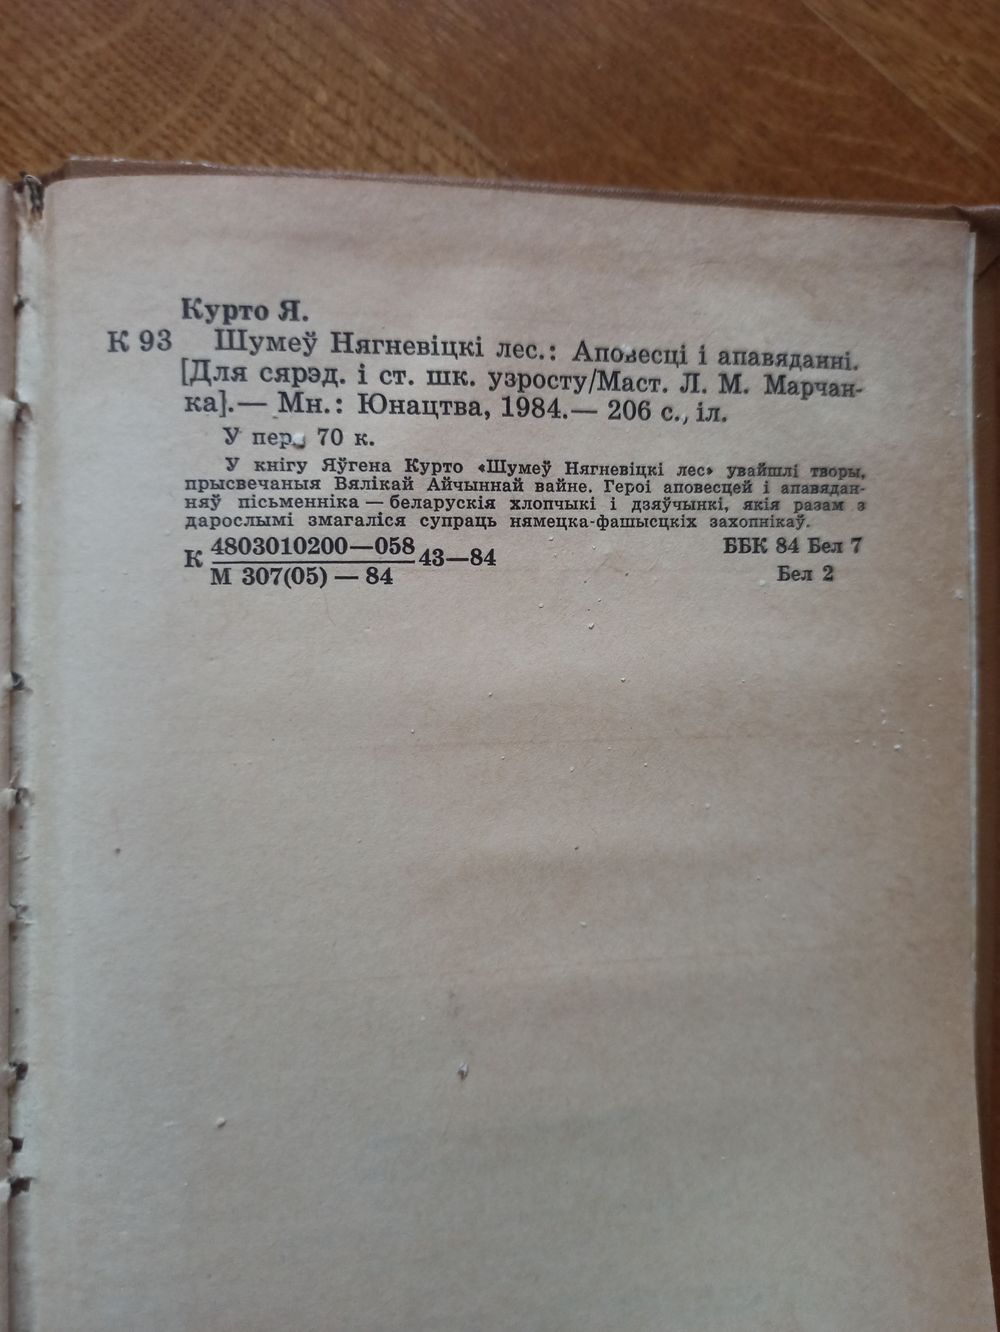 Курто Я.
К 93 Шумеў Нягневіцкі лес.: Аповесці і апавяданні.
[Для сярэд. і ст. шк. узросту/Маст. Л. М. Марчан-
ка].— Мн.: Юнацтва, 1984.— 206 с., іл.
У пер. 70 к.
У кнігу Яўгена Курто «Шумеў Нягневіцкі лес» увайшлі творы,
прысвечаныя Вялікай Айчыннай вайне. Героі аповесцей і апавядан-
няў пісьменніка — беларускія хлопчыкі і дзяўчынкі, якія разам з
дарослымі змагаліся супраць нямецка-фашысцкіх захопнікаў.
К 4803010200—058 43—84 ББК 84 Бел 7
М 307(05) — 84 Бел 2